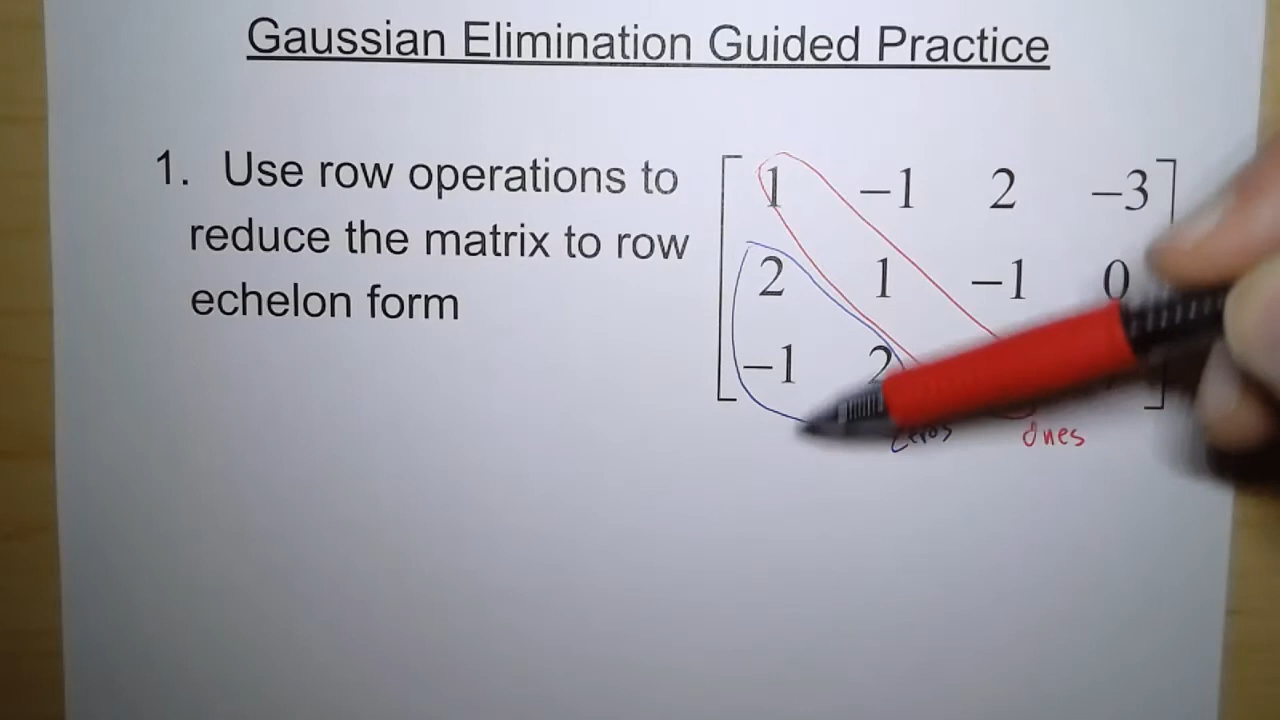 Gaussian Elimination Guided Practice
1. Use row operations to
reduce the matrix to row
echelon form
1 −1 2 −3
2 1 −1 0
−1 2
zeros ones